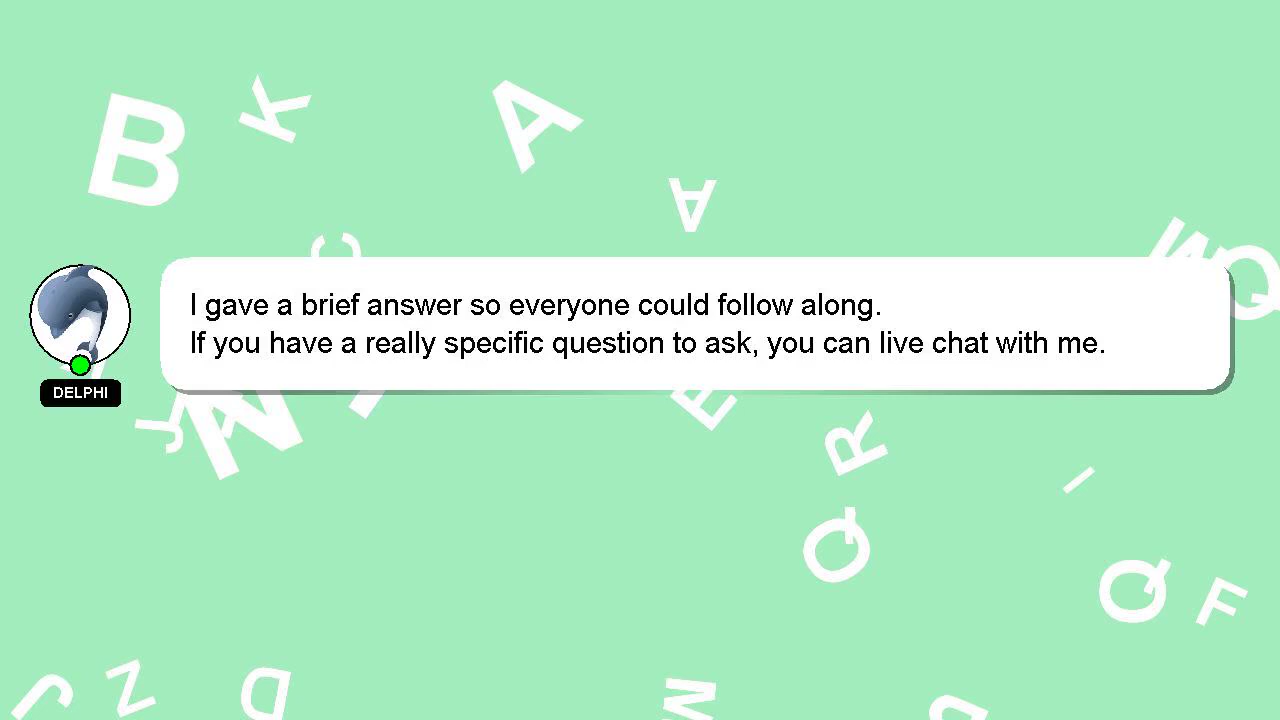 B
K
A
A
C
M
Q
I gave a brief answer so everyone could follow along.
If you have a really specific question to ask, you can live chat with me.
DELPHI
J
A
N
E
R
I
Q
Q
F
J
Z
D
M